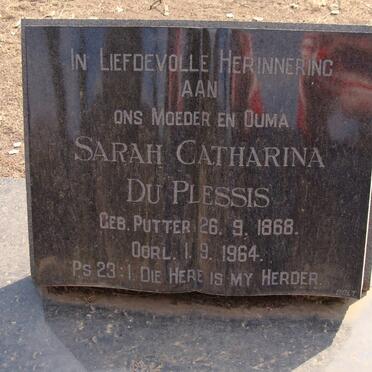 In Liefdevolle Herinnering
aan
ons Moeder en Ouma
Sarah Catharina
Du Plessis
Geb. Putter 26. 9. 1868.
Oorl. 1. 9. 1964.
Ps 23:1. Die Here is my Herder.